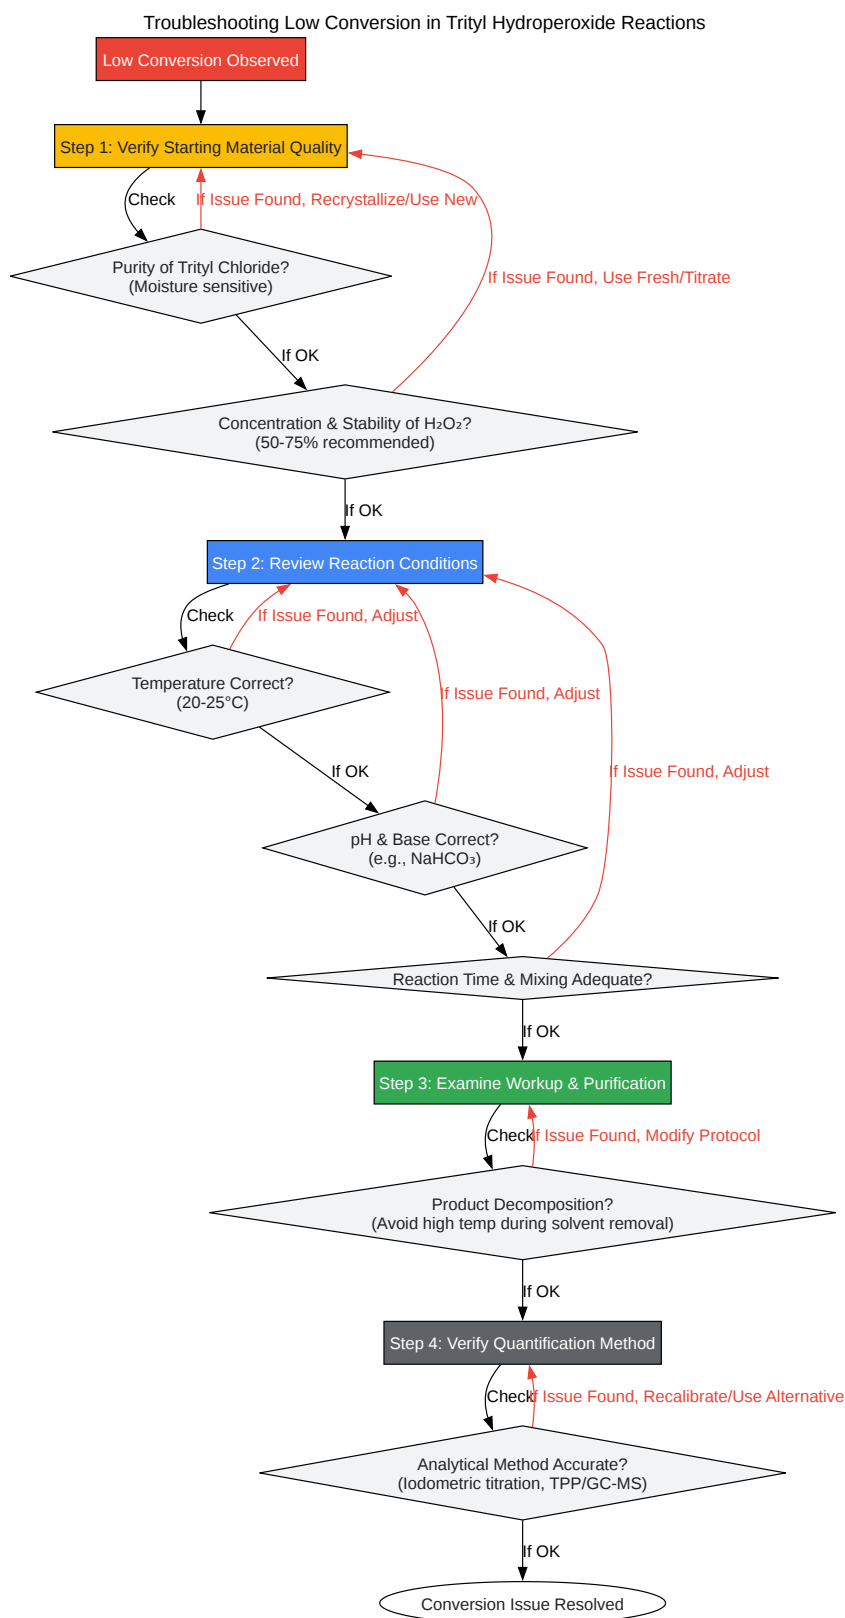 Troubleshooting Low Conversion in Trityl Hydroperoxide Reactions
Low Conversion Observed
Step 1: Verify Starting Material Quality
Check
If Issue Found, Recrystallize/Use New
Purity of Trityl Chloride?
(Moisture sensitive)
If Issue Found, Use Fresh/Titrate
If OK
Concentration & Stability of H₂O₂?
(50-75% recommended)
If OK
Step 2: Review Reaction Conditions
Check
If Issue Found, Adjust
Temperature Correct?
(20-25°C)
If Issue Found, Adjust
If OK
If Issue Found, Adjust
pH & Base Correct?
(e.g., NaHCO₃)
If OK
Reaction Time & Mixing Adequate?
If OK
Step 3: Examine Workup & Purification
Check
If Issue Found, Modify Protocol
Product Decomposition?
(Avoid high temp during solvent removal)
If OK
Step 4: Verify Quantification Method
Check
If Issue Found, Recalibrate/Use Alternative
Analytical Method Accurate?
(Iodometric titration, TPP/GC-MS)
If OK
Conversion Issue Resolved